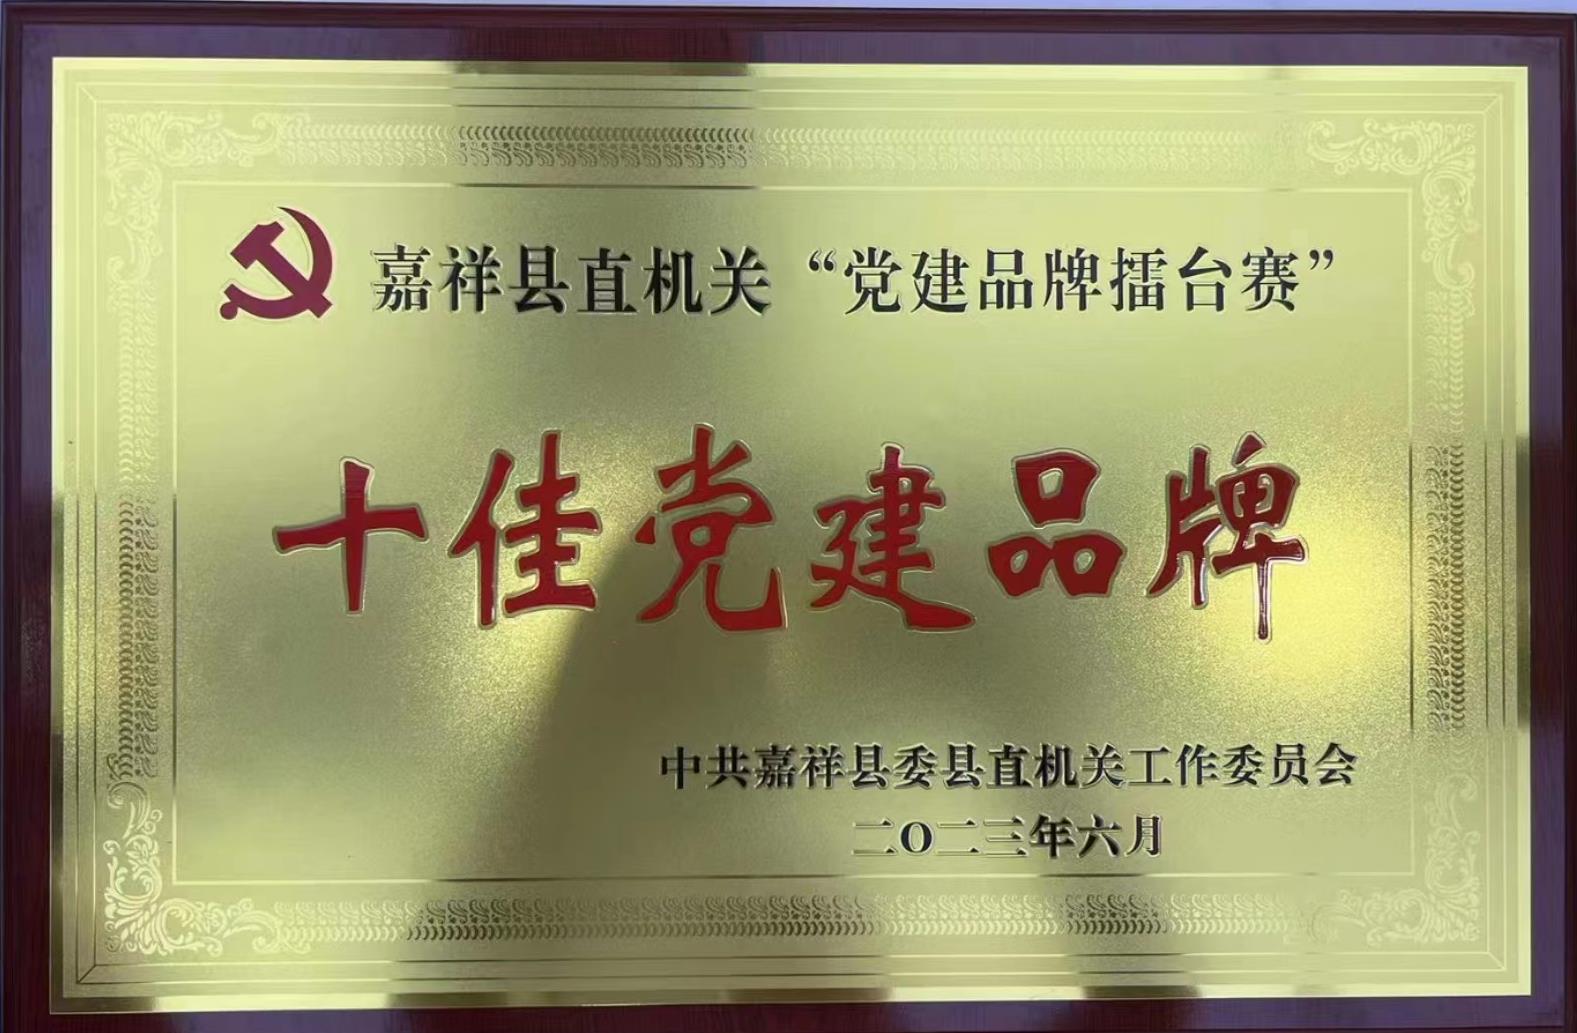 嘉祥县直机关“党建品牌擂台赛”
十佳党建品牌
中共嘉祥县委县直机关工作委员会
二〇二三年六月